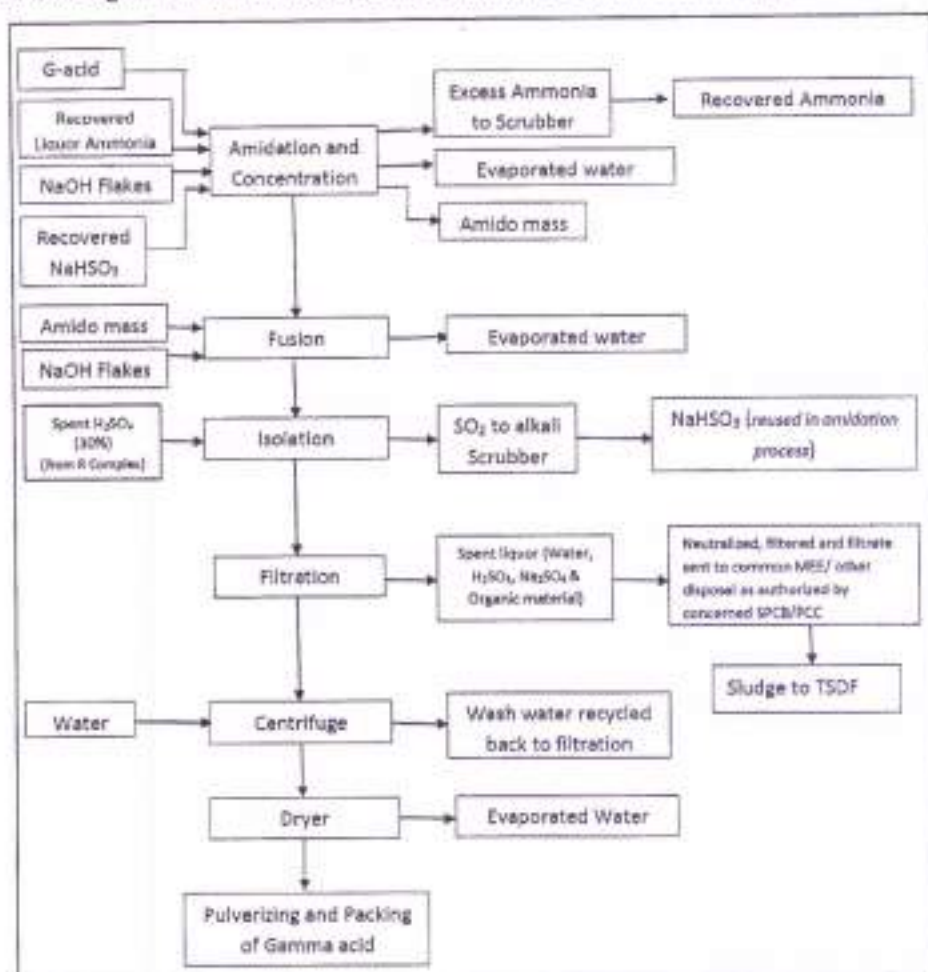 G-acid
Recovered
Liquor Ammonia
NaOH Flakes
Recovered
NaHSO₃
Amidation and
Concentration
Excess Ammonia
to Scrubber
Recovered Ammonia
Evaporated water
Amido mass
Amido mass
NaOH Flakes
Fusion
Evaporated water
Spent H₂SO₄
(30%)
(from R Complex)
Isolation
SO₂ to alkali
Scrubber
NaHSO₃ (reused in amidation
process)
Filtration
Spent liquor (Water,
H₂SO₄, Na₂SO₄ &
Organic material)
Neutralized, filtered and filtrate
sent to common MEE/ other
disposal as authorized by
concerned SPCB/PCC
Sludge to TSDF
Water
Centrifuge
Wash water recycled
back to filtration
Dryer
Evaporated Water
Pulverizing and Packing
of Gamma acid